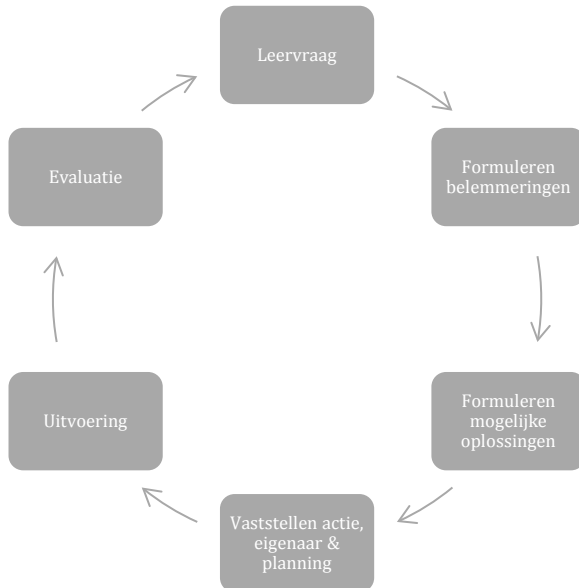 Leervraag
Formuleren
belemmeringen
Formuleren
mogelijke
oplossingen
Vaststellen actie,
eigenaar &
planning
Uitvoering
Evaluatie